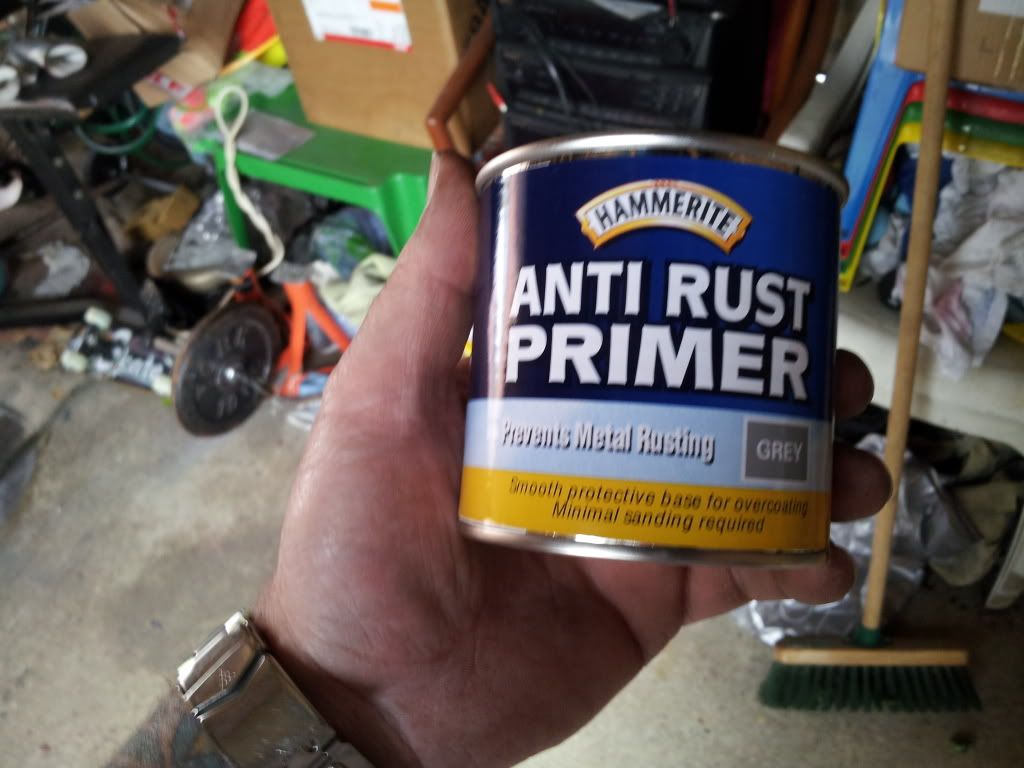 HAMMERITE
ANTI RUST
PRIMER
Prevents Metal Rusting
GREY
Smooth protective base for overcoating
Minimal sanding required